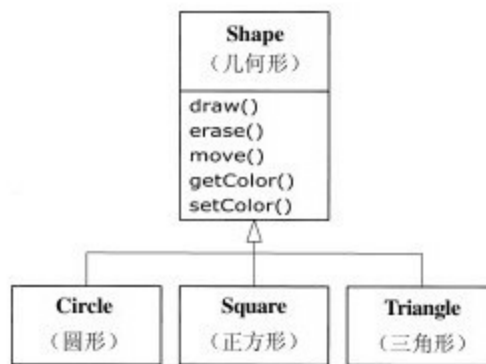 Shape
（几何形）
draw()
erase()
move()
getColor()
setColor()
Circle
（圆形）
Square
（正方形）
Triangle
（三角形）